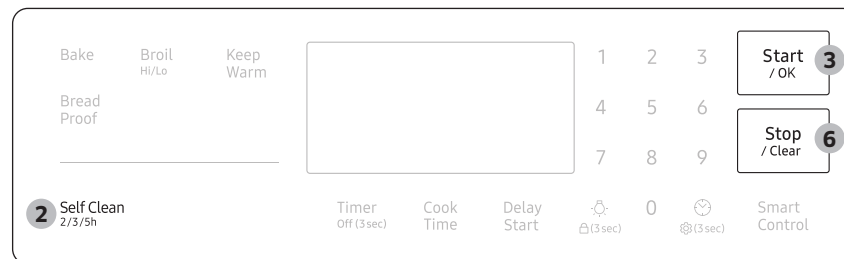 Bake Broil Keep 1 2 3 Start 3
Hi/Lo Warm / OK
Bread 4 5 6
Proof
Stop 6
7 8 9 / Clear
2 Self Clean Timer Cook Delay 0 Smart
2/3/5h Off (3 sec) Time Start (3 sec) (3 sec) Control